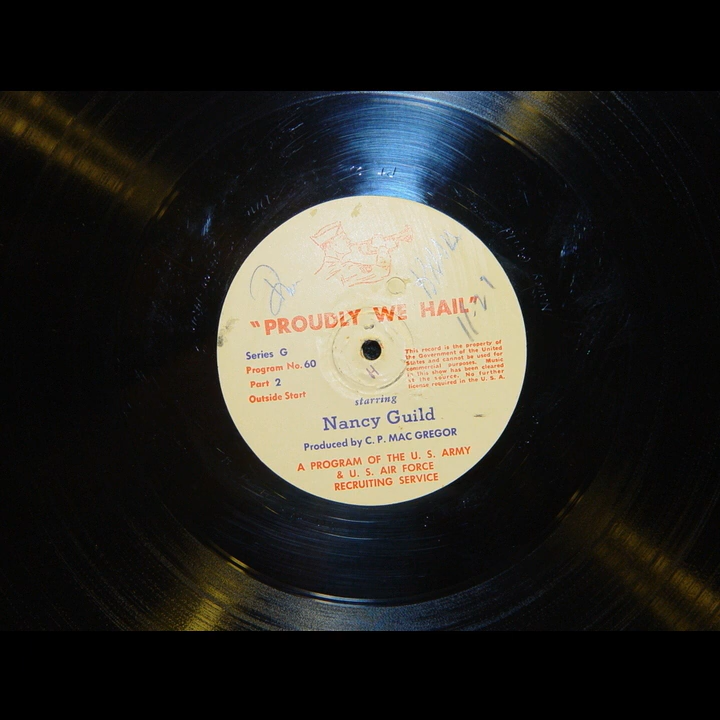 "PROUDLY WE HAIL"
Series G
Program No. 60
Part 2
Outside Start
This record is the property of
the Government of the United
States and cannot be used for
commercial purposes. Music
in this show has been cleared
at the source. No further
license required in the U. S. A.
H
starring
Nancy Guild
Produced by C. P. MAC GREGOR
A PROGRAM OF THE U. S. ARMY
& U. S. AIR FORCE
RECRUITING SERVICE